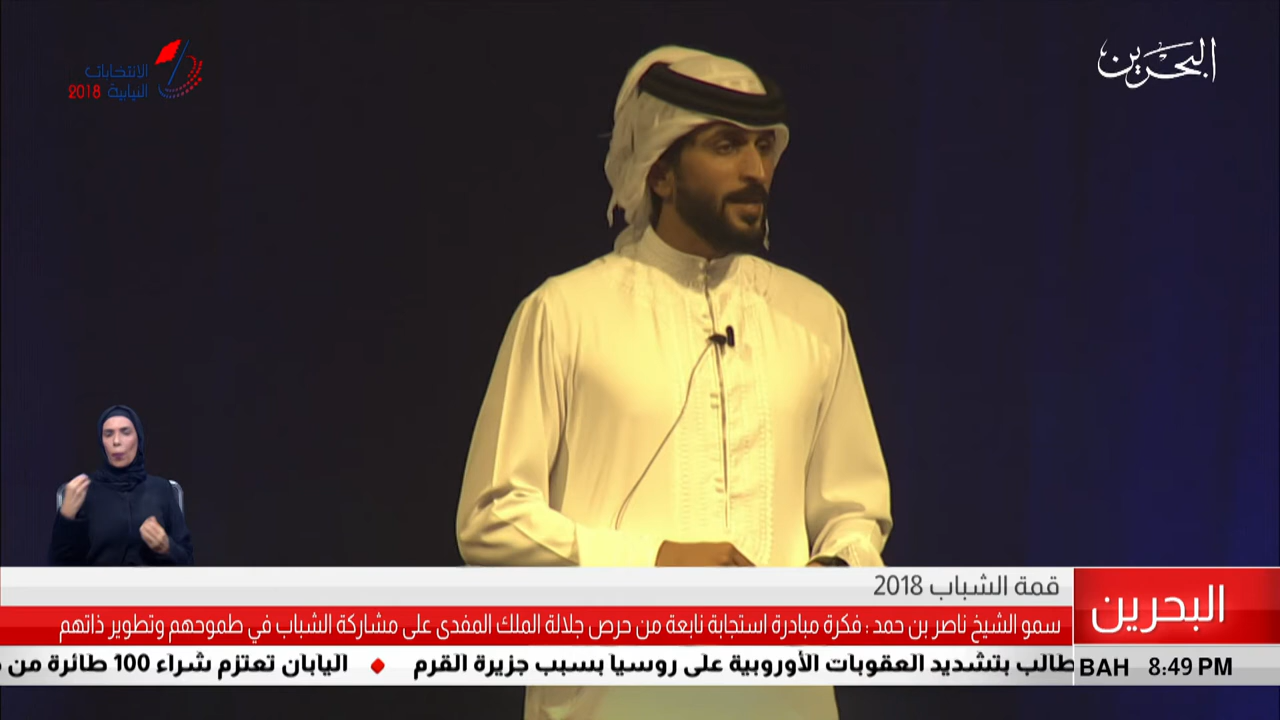 البحرين
الانتخابات
النيابية 2018
قمة الشباب 2018
البحرين
سمو الشيخ ناصر بن حمد : فكرة مبادرة استجابة نابعة من حرص جلالة الملك المفدى على مشاركة الشباب في طموحهم وتطوير ذاتهم
طالب بتشديد العقوبات الأوروبية على روسيا بسبب جزيرة القرم ♦ اليابان تعتزم شراء 100 طائرة من
BAH 8:49 PM